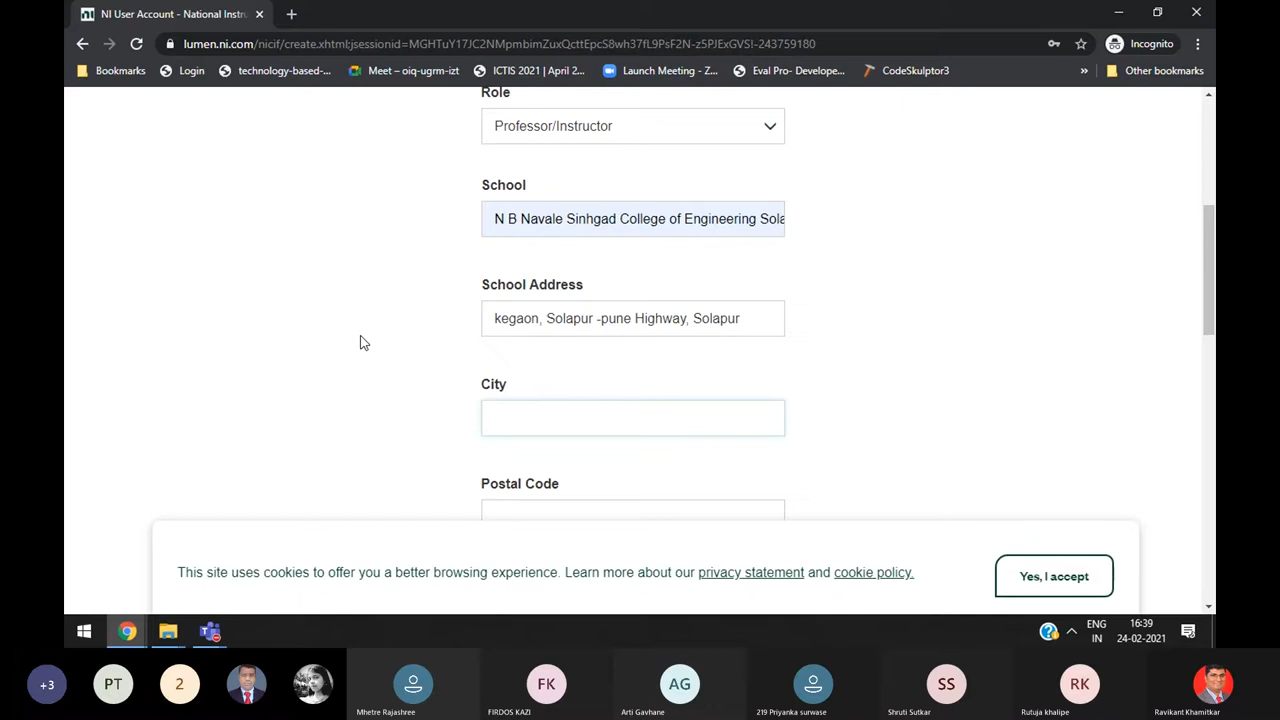 NI User Account - National Instru
lumen.ni.com/nicif/create.xhtml;jsessionid=MGHTuY17JC2NMpmbimZuxQcttEpcS8wh37fL9PsF2N-z5PJExGVS!-243759180
Incognito
Bookmarks
Login
technology-based-...
Meet – oiq-ugrm-izt
ICTIS 2021 | April 2...
Launch Meeting - Z...
Eval Pro- Develope...
CodeSkulptor3
»
Other bookmarks
Role
Professor/Instructor
School
N B Navale Sinhgad College of Engineering Sola
School Address
kegaon, Solapur -pune Highway, Solapur
City
Postal Code
This site uses cookies to offer you a better browsing experience. Learn more about our privacy statement and cookie policy.
Yes, I accept
ENG
IN
16:39
24-02-2021
+3
PT
2
FK
AG
SS
RK
Mhetre Rajashree
FIRDOS KAZI
Arti Gavhane
219 Priyanka surwase
Shruti Sutkar
Rutuja khalipe
Ravikant Khamitkar